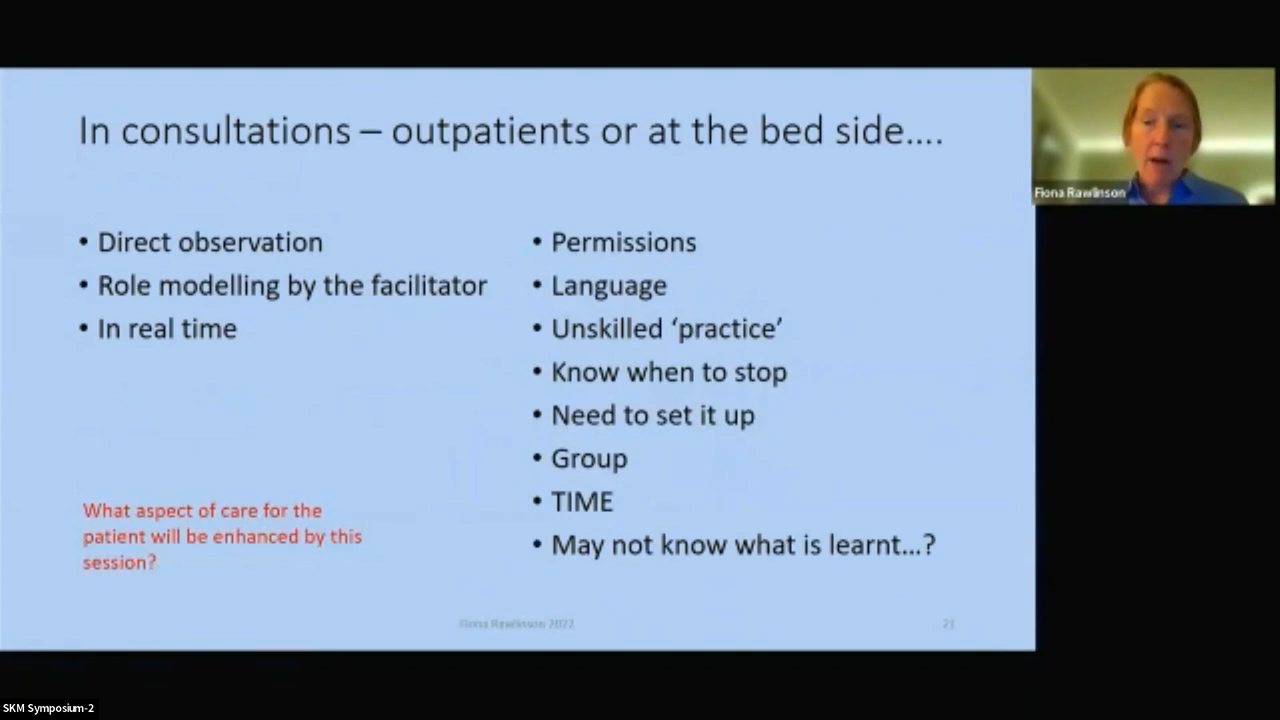 In consultations – outpatients or at the bed side....
• Direct observation
• Role modelling by the facilitator
• In real time
What aspect of care for the
patient will be enhanced by this
session?
• Permissions
• Language
• Unskilled ‘practice’
• Know when to stop
• Need to set it up
• Group
• TIME
• May not know what is learnt...?
Fiona Rawlinson 2022
21
Fiona Rawlinson
SKM Symposium-2